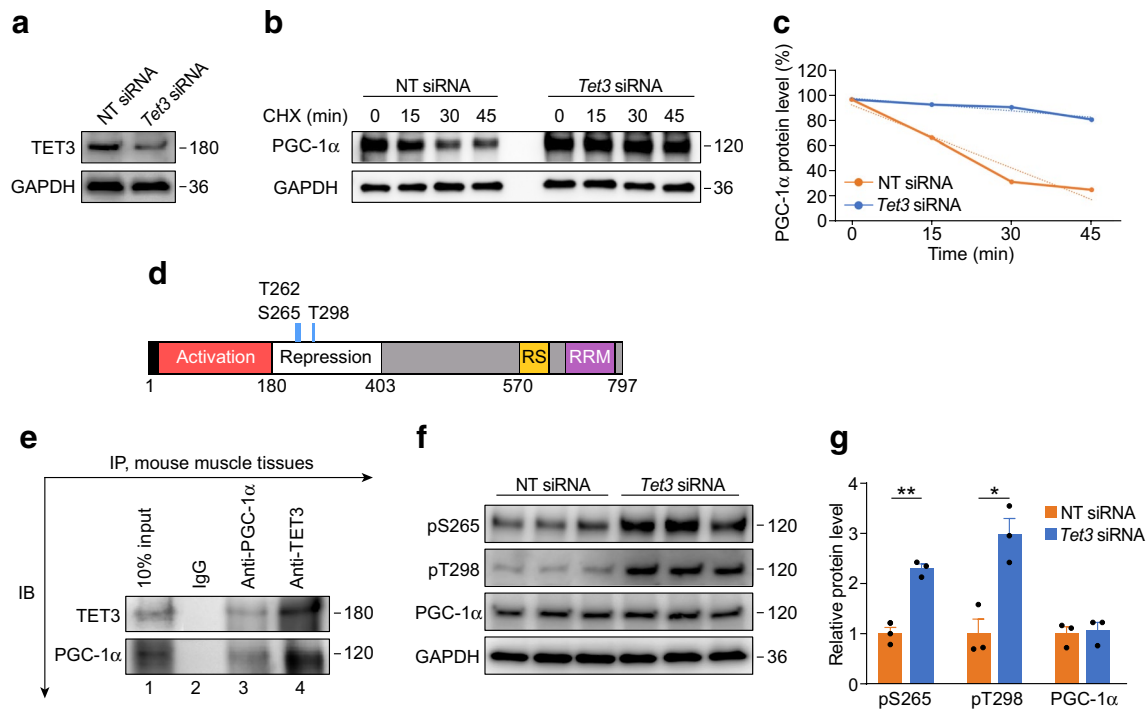 a
NT siRNA
Tet3 siRNA
TET3
-180
GAPDH
-36
b
NT siRNA
Tet3 siRNA
CHX (min) 0 15 30 45 0 15 30 45
PGC-1α
-120
GAPDH
-36
c
PGC-1α protein level (%)
120
100
80
60
40
20
0
NT siRNA
Tet3 siRNA
0 15 30 45
Time (min)
d
T262
S265 T298
Activation Repression RS RRM
1 180 403 570 797
e
IP, mouse muscle tissues
IB
10% input
IgG
Anti-PGC-1α
Anti-TET3
TET3
-180
PGC-1α
-120
1 2 3 4
f
NT siRNA Tet3 siRNA
pS265
-120
pT298
-120
PGC-1α
-120
GAPDH
-36
g
Relative protein level
4
3
2
1
0
**
*
NT siRNA
Tet3 siRNA
pS265 pT298 PGC-1α